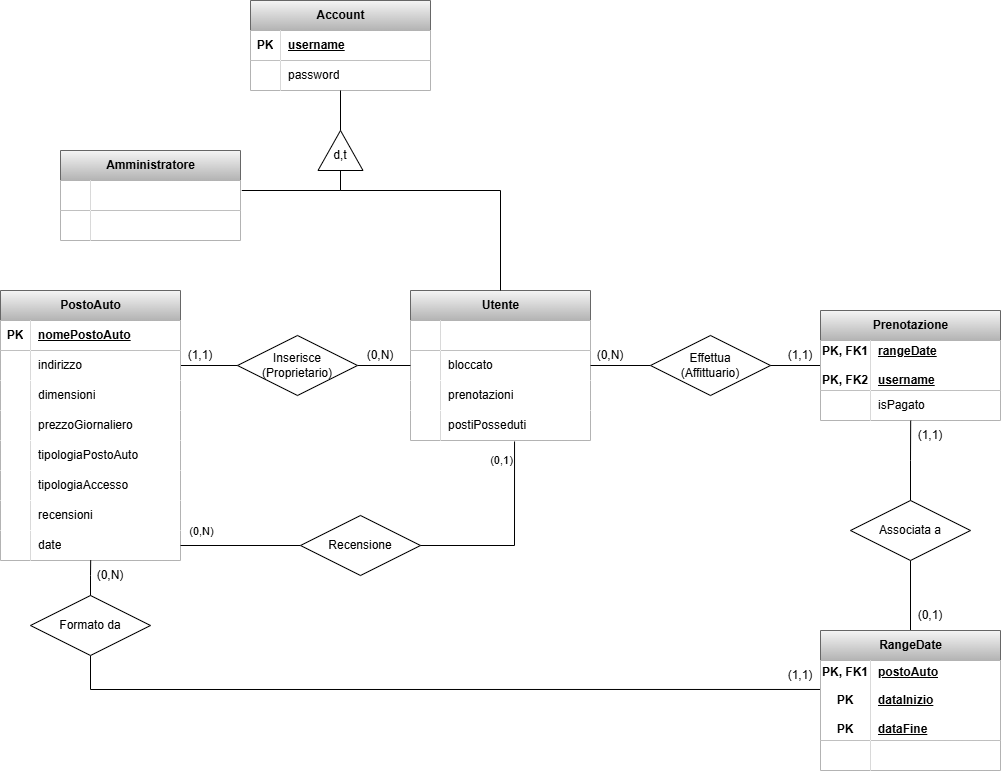 Account
PK username
password
d,t
Amministratore
PostoAuto
PK nomePostoAuto
indirizzo
dimensioni
prezzoGiornaliero
tipologiaPostoAuto
tipologiaAccesso
recensioni
date
(1,1)
Inserisce
(Proprietario)
(0,N)
Utente
bloccato
prenotazioni
postiPosseduti
(0,N)
Effettua
(Affittuario)
(1,1)
Prenotazione
PK, FK1 rangeDate
PK, FK2 username
isPagato
(1,1)
(0,1)
(0,N)
Recensione
Associata a
(0,N)
Formato da
(0,1)
(1,1)
RangeDate
PK, FK1 postoAuto
PK dataInizio
PK dataFine